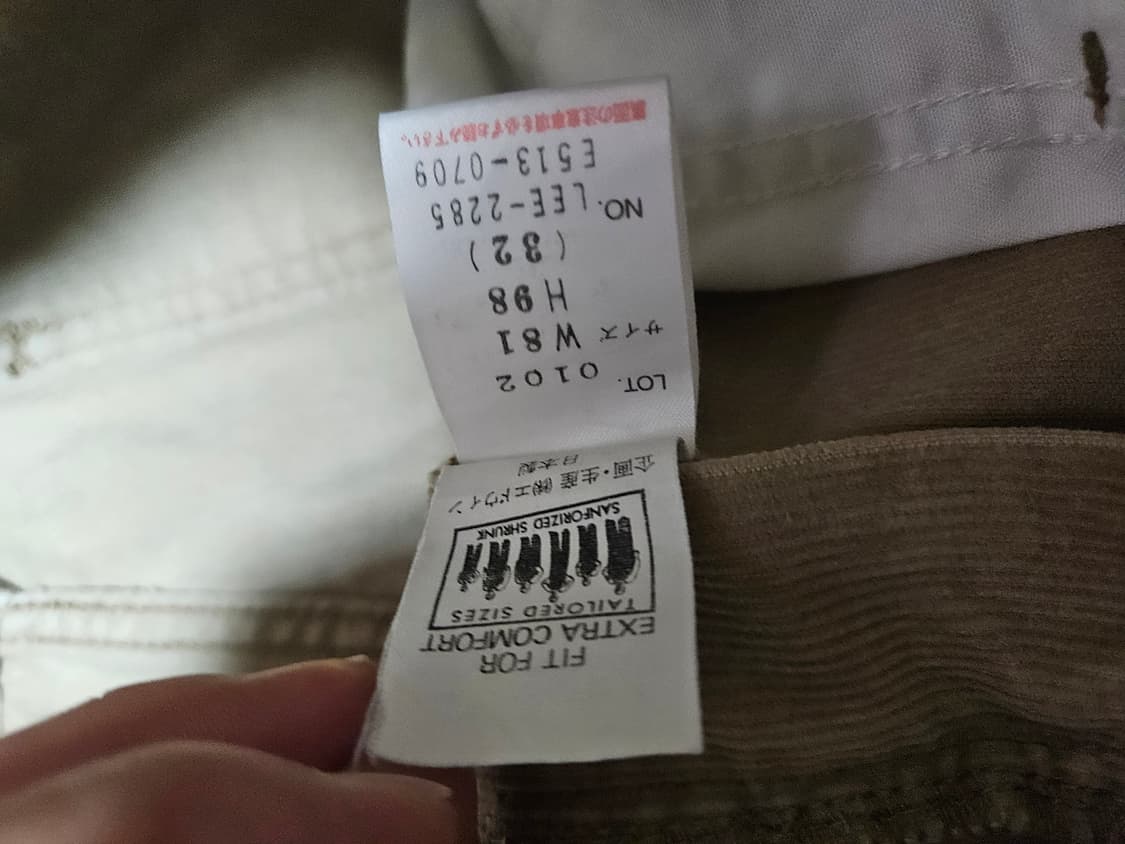 FIT FOR
EXTRA COMFORT
TAILORED SIZES
SANFORIZED SHRUNK
企画・生産 ㈱エドウィン
日本製
LOT. 0102
サイズ W81
H98
(32)
NO. LEE-2285
E513-0709
裏面の注意事項を必ずお読み下さい。